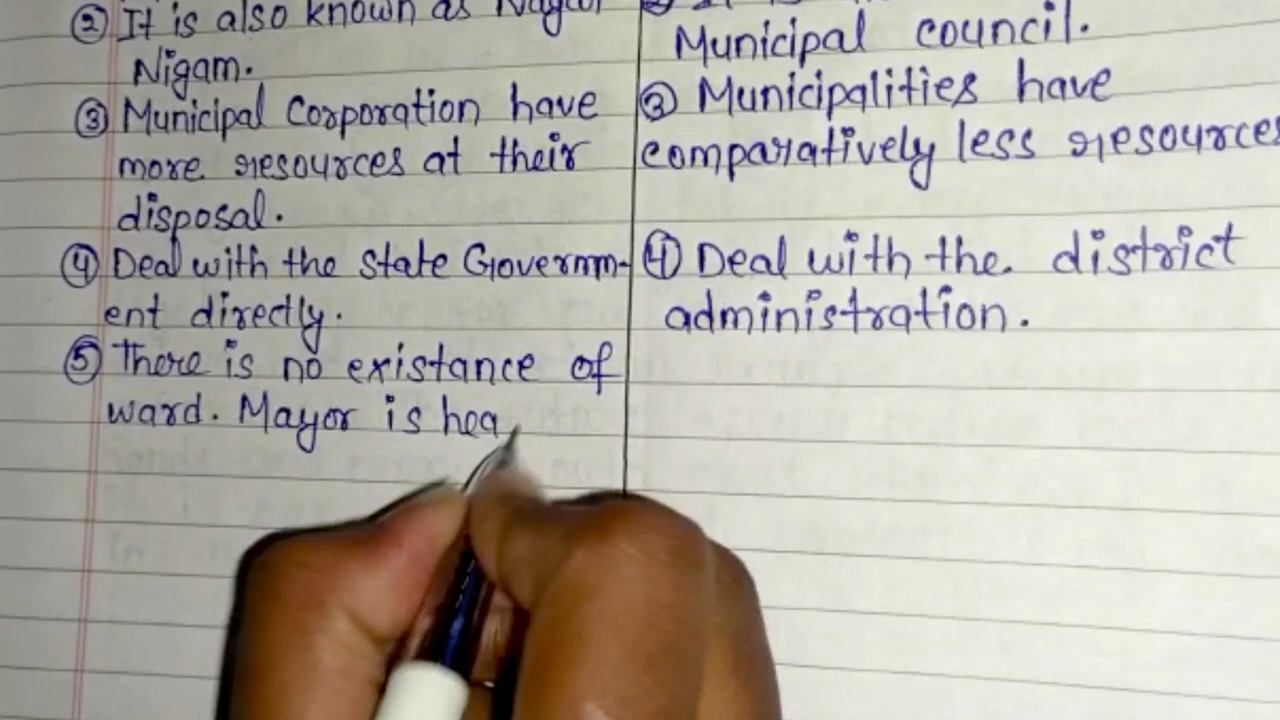 ② It is also known as Nagar
Nigam.
③ Municipal Corporation have
more resources at their
disposal.
④ Deal with the State Governm-
ent directly.
⑤ There is no existance of
ward. Mayor is hea
Municipal council.
③ Municipalities have
comparatively less resources
④ Deal with the district
administration.